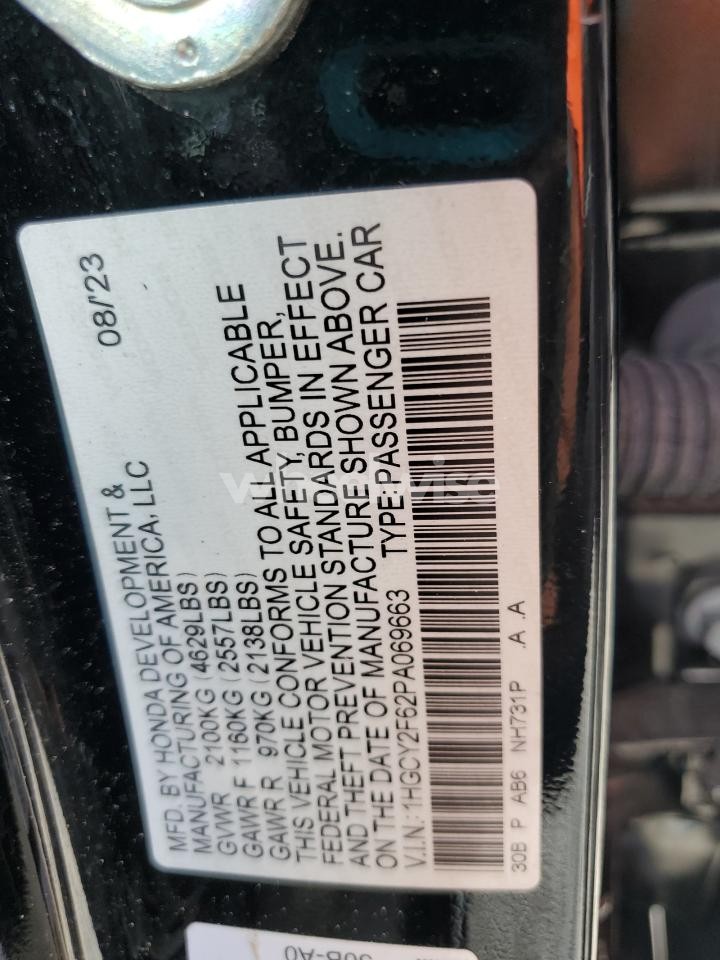 MFD. BY HONDA DEVELOPMENT & 08/'23
MANUFACTURING OF AMERICA, LLC
GVWR 2100KG (4629LBS)
GAWR F 1160KG (2557LBS)
GAWR R 970KG (2138LBS)
THIS VEHICLE CONFORMS TO ALL APPLICABLE
FEDERAL MOTOR VEHICLE SAFETY, BUMPER,
AND THEFT PREVENTION STANDARDS IN EFFECT
ON THE DATE OF MANUFACTURE SHOWN ABOVE.
V.I.N.:1HGCY2F62PA069663 TYPE:PASSENGER CAR
30B P AB6 NH731P .A .A
30B-A0